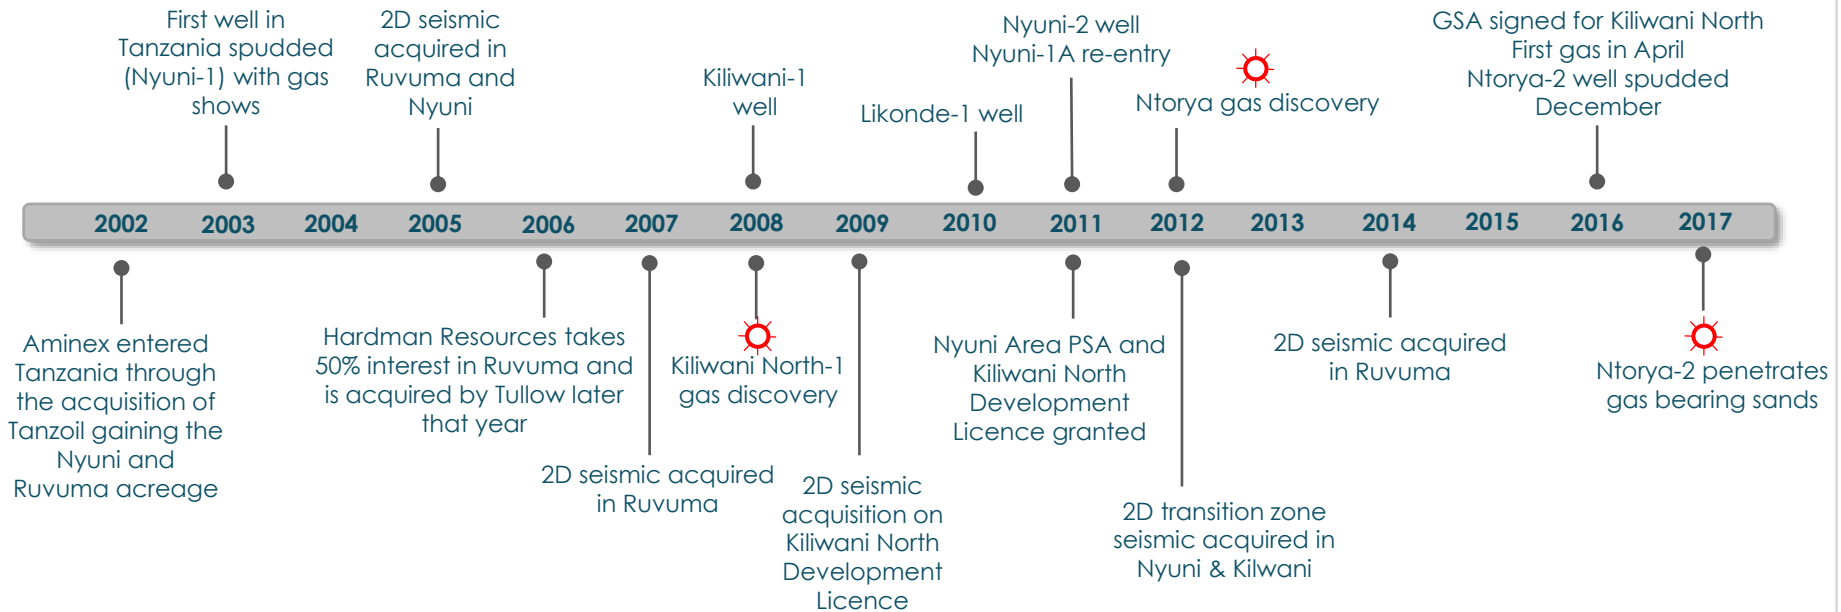 First well in
Tanzania spudded
(Nyuni-1) with gas
shows
2D seismic
acquired in
Ruvuma and
Nyuni
Kiliwani-1
well
Likonde-1 well
Nyuni-2 well
Nyuni-1A re-entry
Ntorya gas discovery
GSA signed for Kiliwani North
First gas in April
Ntorya-2 well spudded
December
2002 2003 2004 2005 2006 2007 2008 2009 2010 2011 2012 2013 2014 2015 2016 2017
Aminex entered
Tanzania through
the acquisition of
Tanzoil gaining the
Nyuni and
Ruvuma acreage
Hardman Resources takes
50% interest in Ruvuma and
is acquired by Tullow later
that year
2D seismic acquired
in Ruvuma
Kiliwani North-1
gas discovery
2D seismic
acquisition on
Kiliwani North
Development
Licence
Nyuni Area PSA and
Kiliwani North
Development
Licence granted
2D transition zone
seismic acquired in
Nyuni & Kilwani
2D seismic acquired
in Ruvuma
Ntorya-2 penetrates
gas bearing sands